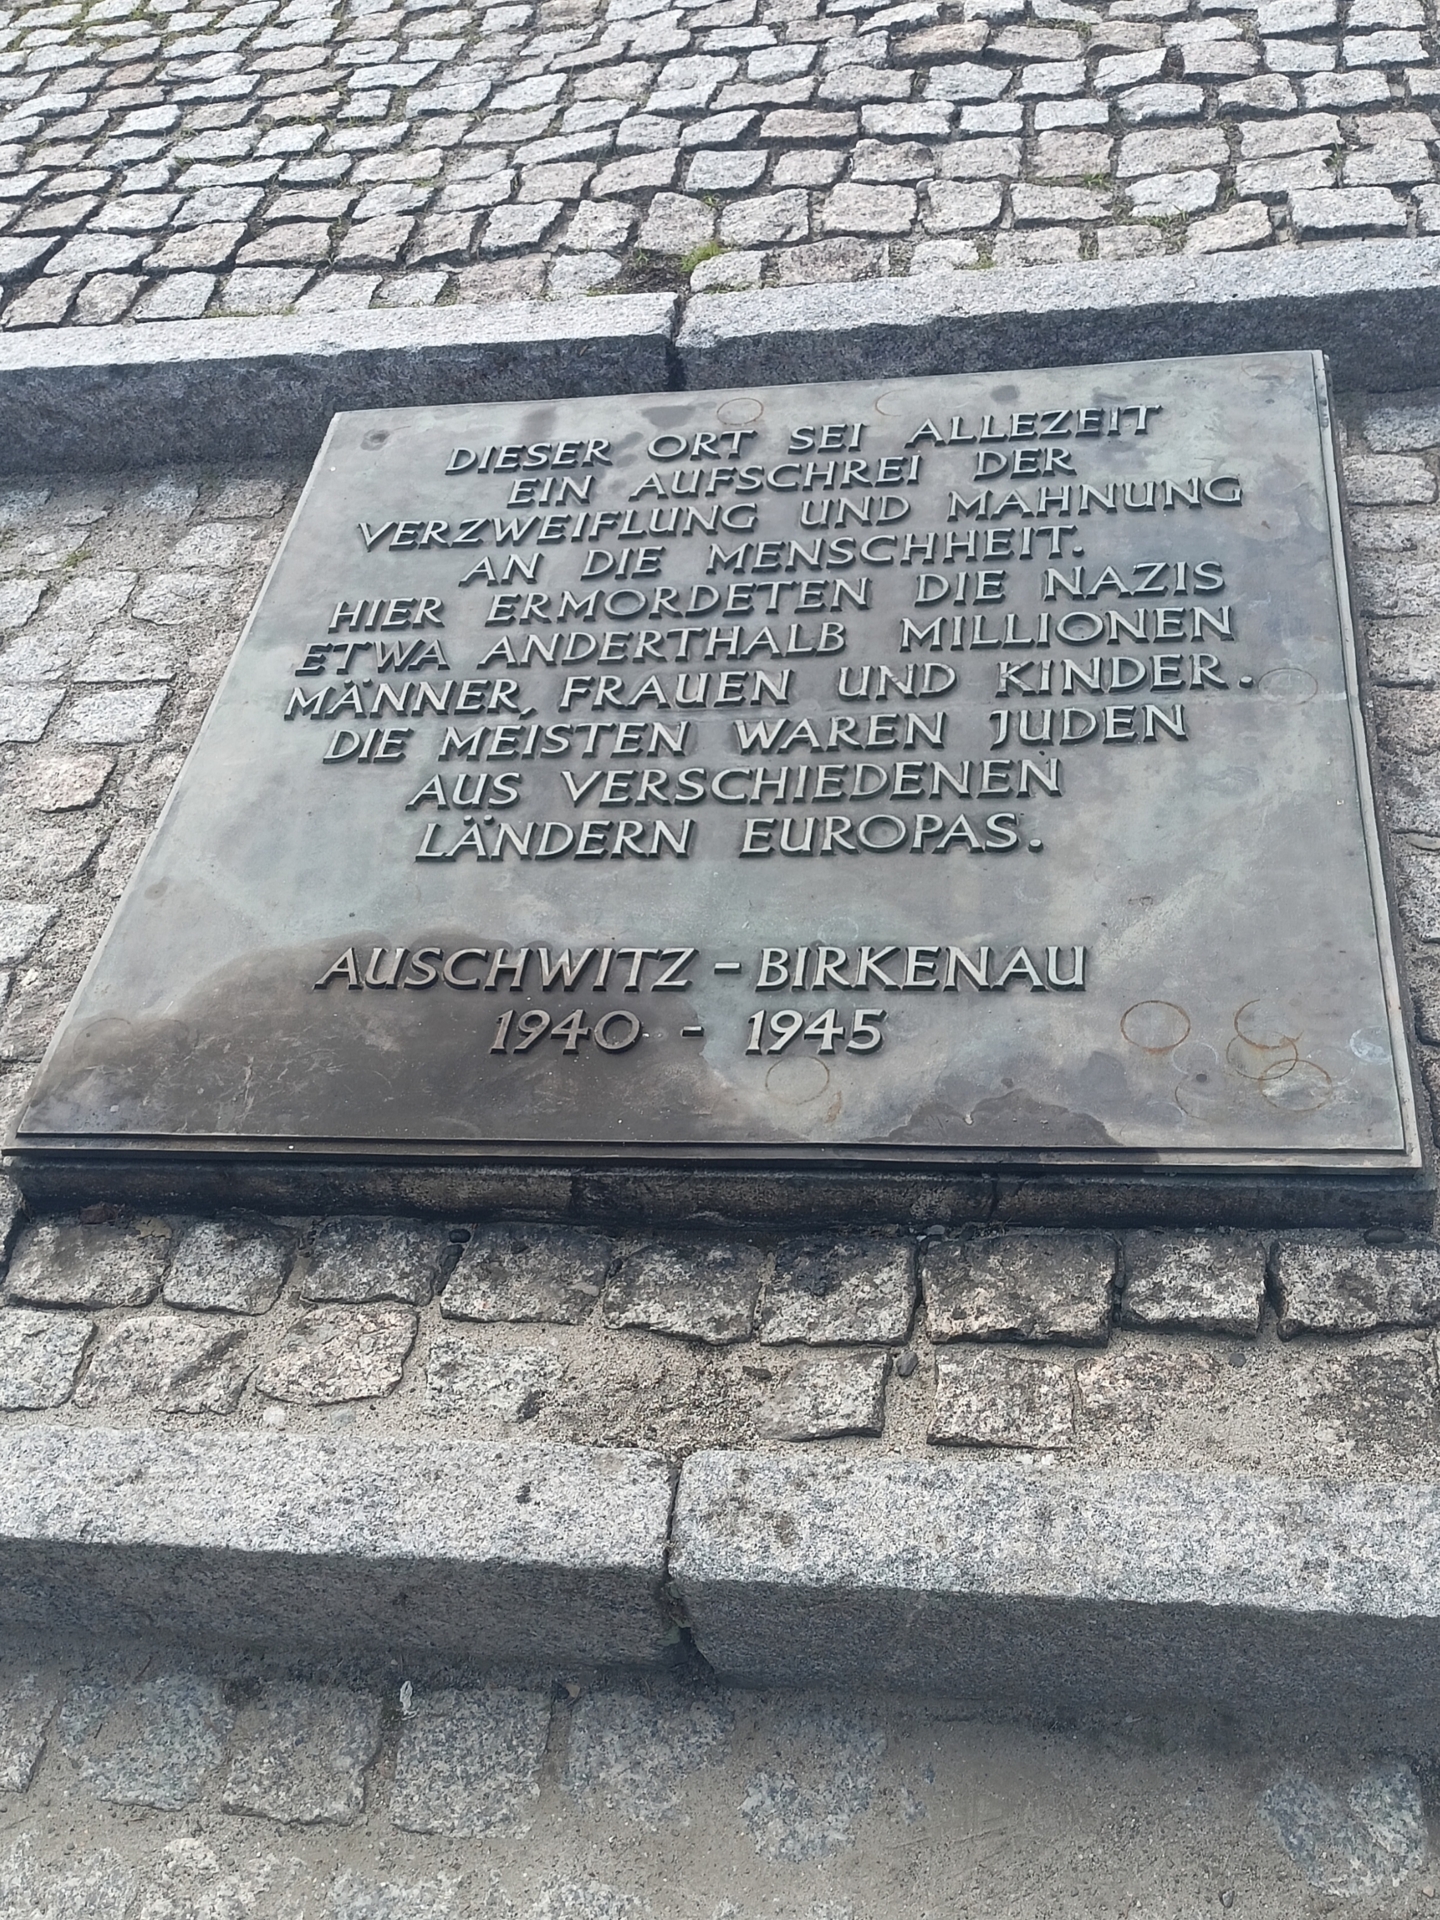 DIESER ORT SEI ALLEZEIT
EIN AUFSCHREI DER
VERZWEIFLUNG UND MAHNUNG
AN DIE MENSCHHEIT.
HIER ERMORDETEN DIE NAZIS
ETWA ANDERTHALB MILLIONEN
MÄNNER, FRAUEN UND KINDER.
DIE MEISTEN WAREN JUDEN
AUS VERSCHIEDENEN
LÄNDERN EUROPAS.
AUSCHWITZ - BIRKENAU
1940 - 1945